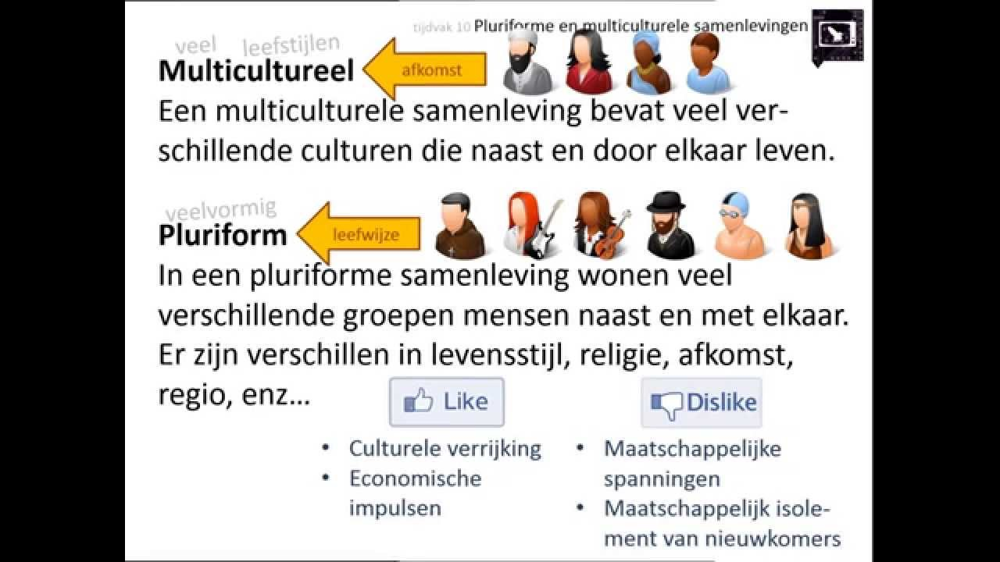 tijdvak 10 Pluriforme en multiculturele samenlevingen
veel leefstijlen
Multicultureel
afkomst
Een multiculturele samenleving bevat veel ver-
schillende culturen die naast en door elkaar leven.
veelvormig
Pluriform
leefwijze
In een pluriforme samenleving wonen veel
verschillende groepen mensen naast en met elkaar.
Er zijn verschillen in levensstijl, religie, afkomst,
regio, enz...
Like
• Culturele verrijking
• Economische
impulsen
Dislike
• Maatschappelijke
spanningen
• Maatschappelijk isole-
ment van nieuwkomers